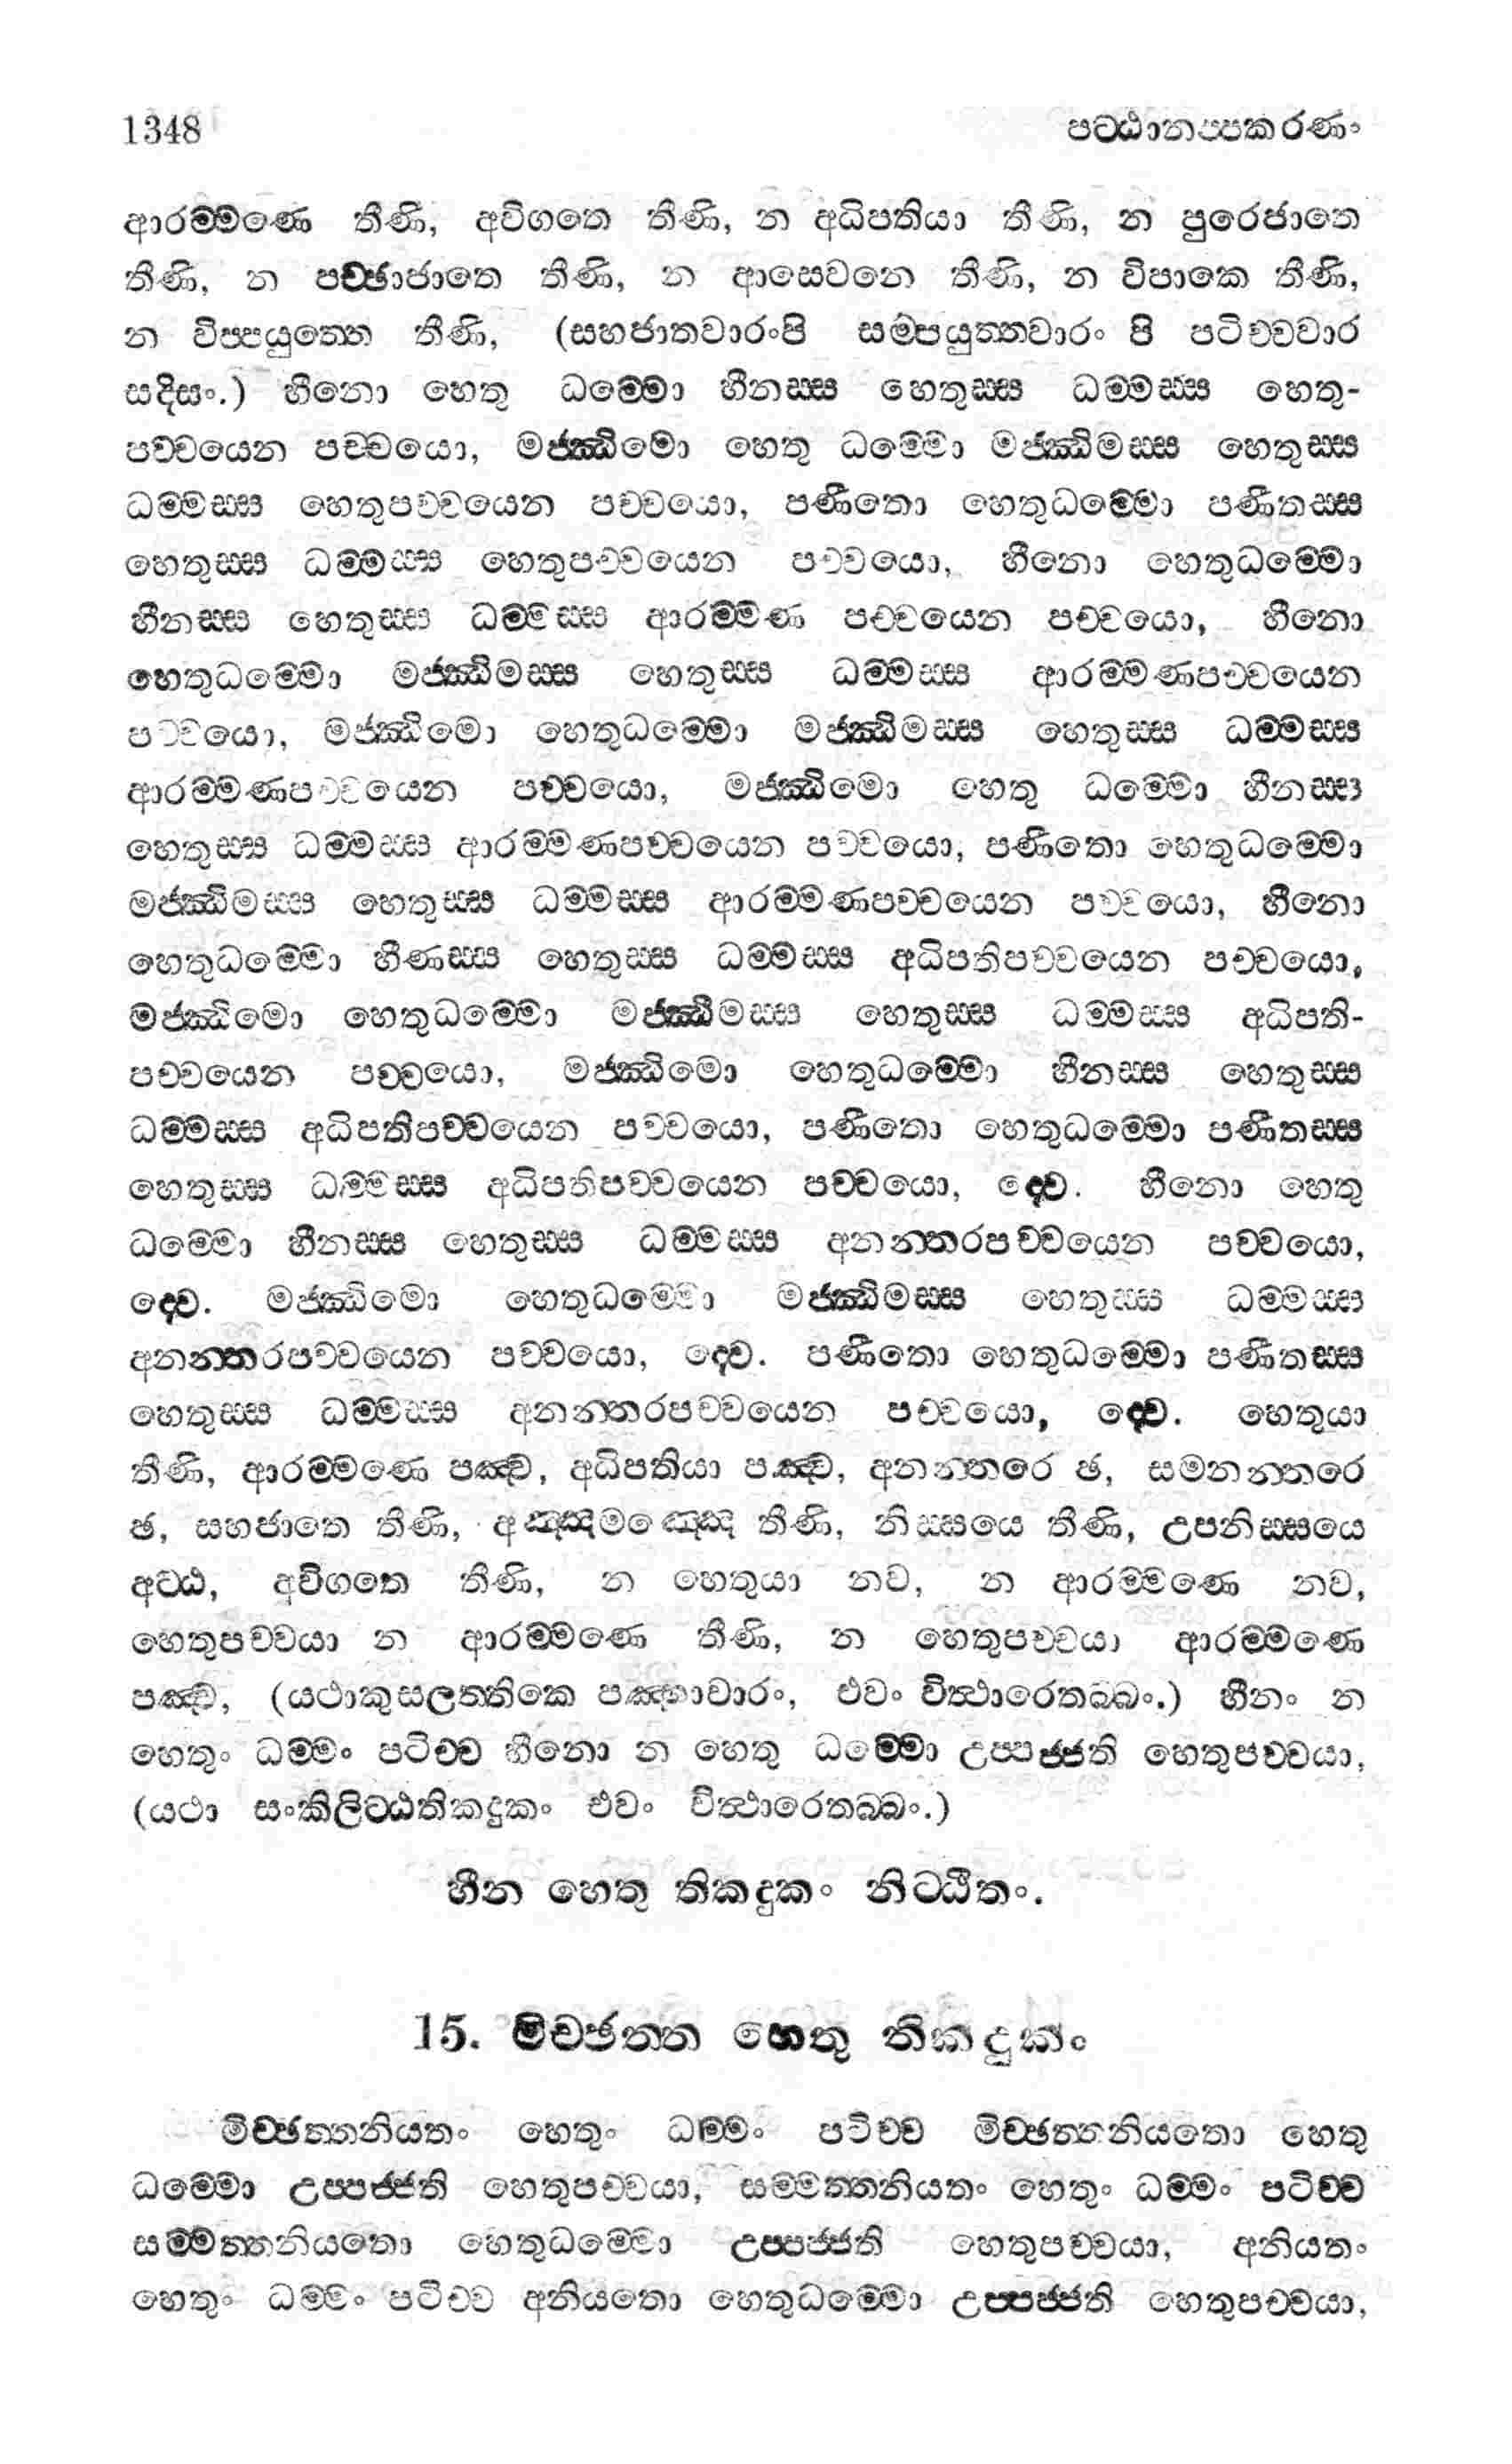 1348 පට්ඨානප්පකරණං
ආරම්මණෙ තීණි, අවිගතෙ තීණි, න අධිපතියා තීණි, න පුරෙජාතෙ
තීණි, න පච්ඡාජාතෙ තීණි, න ආසෙවනෙ තීණි, න විපාකෙ තීණි,
න විප්පයුත්තෙ තීණි, (සහජාතවාරංපි සම්පයුත්තවාරං පි පටිච්චවාර
සදිසං.) හීනො හෙතු ධම්මො හීනස්ස හෙතුස්ස ධම්මස්ස හෙතු-
පච්චයෙන පච්චයො, මජ්ඣිමො හෙතු ධම්මො මජ්ඣිමස්ස හෙතුස්ස
ධම්මස්ස හෙතුපච්චයෙන පච්චයො, පණීතො හෙතුධම්මො පණීතස්ස
හෙතුස්ස ධම්මස්ස හෙතුපච්චයෙන පච්චයො, හීනො හෙතුධම්මො
හීනස්ස හෙතුස්ස ධම්මස්ස ආරම්මණ පච්චයෙන පච්චයො, හීනො
හෙතුධම්මො මජ්ඣිමස්ස හෙතුස්ස ධම්මස්ස ආරම්මණපච්චයෙන
පච්චයො, මජ්ඣිමො හෙතුධම්මො මජ්ඣිමස්ස හෙතුස්ස ධම්මස්ස
ආරම්මණපච්චයෙන පච්චයො, මජ්ඣිමො හෙතු ධම්මො හීනස්ස
හෙතුස්ස ධම්මස්ස ආරම්මණපච්චයෙන පච්චයො, පණීතො හෙතුධම්මො
මජ්ඣිමස්ස හෙතුස්ස ධම්මස්ස ආරම්මණපච්චයෙන පච්චයො, හීනො
හෙතුධම්මො හීණස්ස හෙතුස්ස ධම්මස්ස අධිපතිපච්චයෙන පච්චයො,
මජ්ඣිමො හෙතුධම්මො මජ්ඣීමස්ස හෙතුස්ස ධම්මස්ස අධිපති-
පච්චයෙන පච්චයො, මජ්ඣිමො හෙතුධම්මො හීනස්ස හෙතුස්ස
ධම්මස්ස අධිපතිපච්චයෙන පච්චයො, පණීතො හෙතුධම්මො පණීතස්ස
හෙතුස්ස ධම්මස්ස අධිපතිපච්චයෙන පච්චයො, ද්වෙ. හීනො හෙතු
ධම්මො හීනස්ස හෙතුස්ස ධම්මස්ස අනන්තරපච්චයෙන පච්චයො,
ද්වෙ. මජ්ඣිමො හෙතුධම්මො මජ්ඣිමස්ස හෙතුස්ස ධම්මස්ස
අනන්තරපච්චයෙන පච්චයො, ද්වෙ. පණීතො හෙතුධම්මො පණීතස්ස
හෙතුස්ස ධම්මස්ස අනන්තරපච්චයෙන පච්චයො, ද්වෙ. හෙතුයා
තීණි, ආරම්මණෙ පඤ්ච, අධිපතියා පඤ්ච, අනන්තරෙ ඡ, සමනන්තරෙ
ඡ, සහජාතෙ තීණි, අඤ්ඤමඤ්ඤෙ තීණි, නිස්සයෙ තීණි, උපනිස්සයෙ
අට්ඨ, අවිගතෙ තීණි, න හෙතුයා නව, න ආරම්මණෙ නව,
හෙතුපච්චයා න ආරම්මණෙ තීණි, න හෙතුපච්චයා ආරම්මණෙ
පඤ්ච, (යථාකුසලත්තිකෙ පඤ්හාවාරං, එවං විත්ථාරෙතබ්බං.) හීනං න
හෙතුං ධම්මං පටිච්ච හීනො න හෙතු ධම්මො උප්පජ්ජති හෙතුපච්චයා,
(යථා සංකිලිට්ඨතිකදුකං එවං විත්ථාරෙතබ්බං.)
හීන හෙතු තිකදුකං නිට්ඨිතං.
15. මිච්ඡත්ත හෙතු තිකදුකං
මිච්ඡත්තනියතං හෙතුං ධම්මං පටිච්ච මිච්ඡත්තනියතො හෙතු
ධම්මො උප්පජ්ජති හෙතුපච්චයා, සම්මත්තනියතං හෙතුං ධම්මං පටිච්ච
සම්මත්තනියතො හෙතුධම්මො උප්පජ්ජති හෙතුපච්චයා, අනියතං
හෙතුං ධම්මං පටිච්ච අනියතො හෙතුධම්මො උප්පජ්ජති හෙතුපච්චයා,